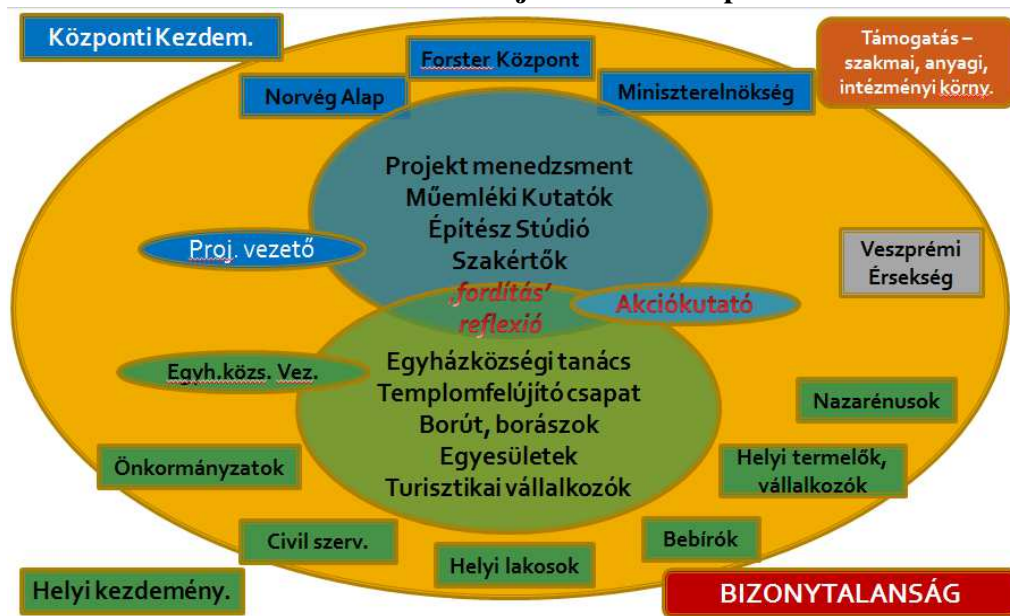 Központi Kezdem.
Forster Központ
Támogatás –
szakmai, anyagi,
intézményi körny.
Norvég Alap
Miniszterelnökség
Projekt menedzsment
Műemléki Kutatók
Építész Stúdió
Szakértők
‚fordítás’
reflexió
Proj. vezető
Akciókutató
Veszprémi
Érsekség
Egyh.közs. Vez.
Egyházközségi tanács
Templomfelújító csapat
Borút, borászok
Egyesületek
Turisztikai vállalkozók
Nazarénusok
Önkormányzatok
Helyi termelők,
vállalkozók
Civil szerv.
Helyi lakosok
Bebírók
Helyi kezdemény.
BIZONYTALANSÁG